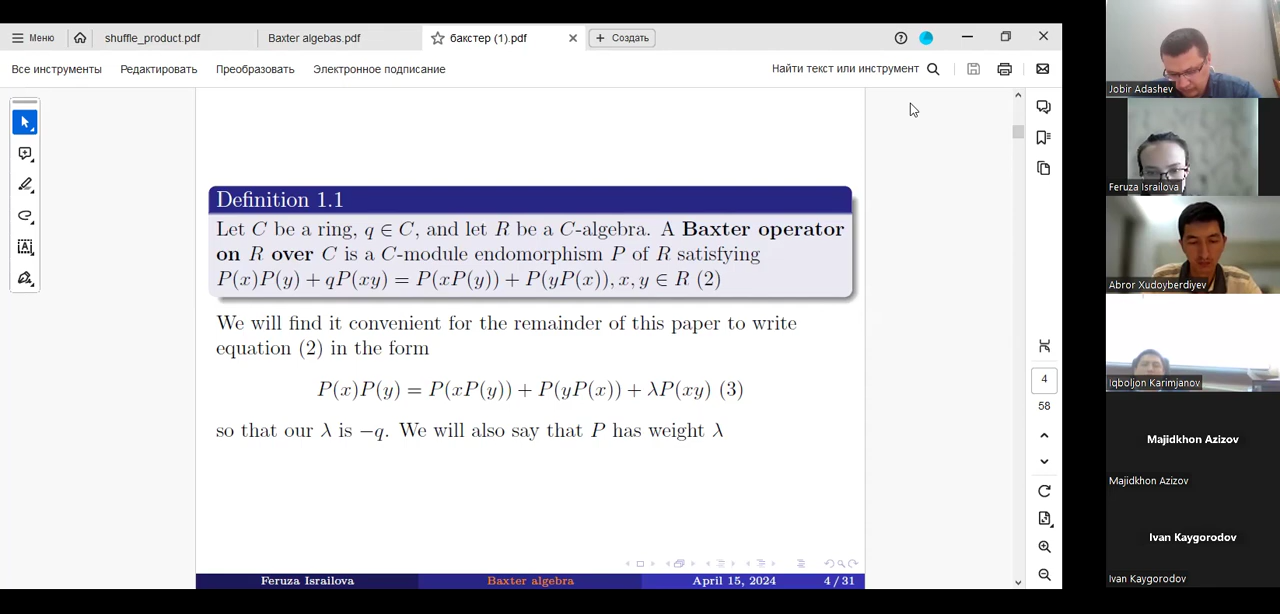 Меню
shuffle_product.pdf
Baxter algebas.pdf
бакстер (1).pdf
Создать
Все инструменты
Редактировать
Преобразовать
Электронное подписание
Найти текст или инструмент
Definition 1.1
Let C be a ring, q ∈ C, and let R be a C-algebra. A Baxter operator
on R over C is a C-module endomorphism P of R satisfying
P(x)P(y) + qP(xy) = P(xP(y)) + P(yP(x)), x, y ∈ R (2)
We will find it convenient for the remainder of this paper to write
equation (2) in the form
P(x)P(y) = P(xP(y)) + P(yP(x)) + λP(xy) (3)
so that our λ is −q. We will also say that P has weight λ
Feruza Israilova
Baxter algebra
April 15, 2024
4 / 31
4
58
Jobir Adashev
Feruza Israilova
Abror Xudoyberdiyev
Iqboljon Karimjanov
Majidkhon Azizov
Majidkhon Azizov
Ivan Kaygorodov
Ivan Kaygorodov